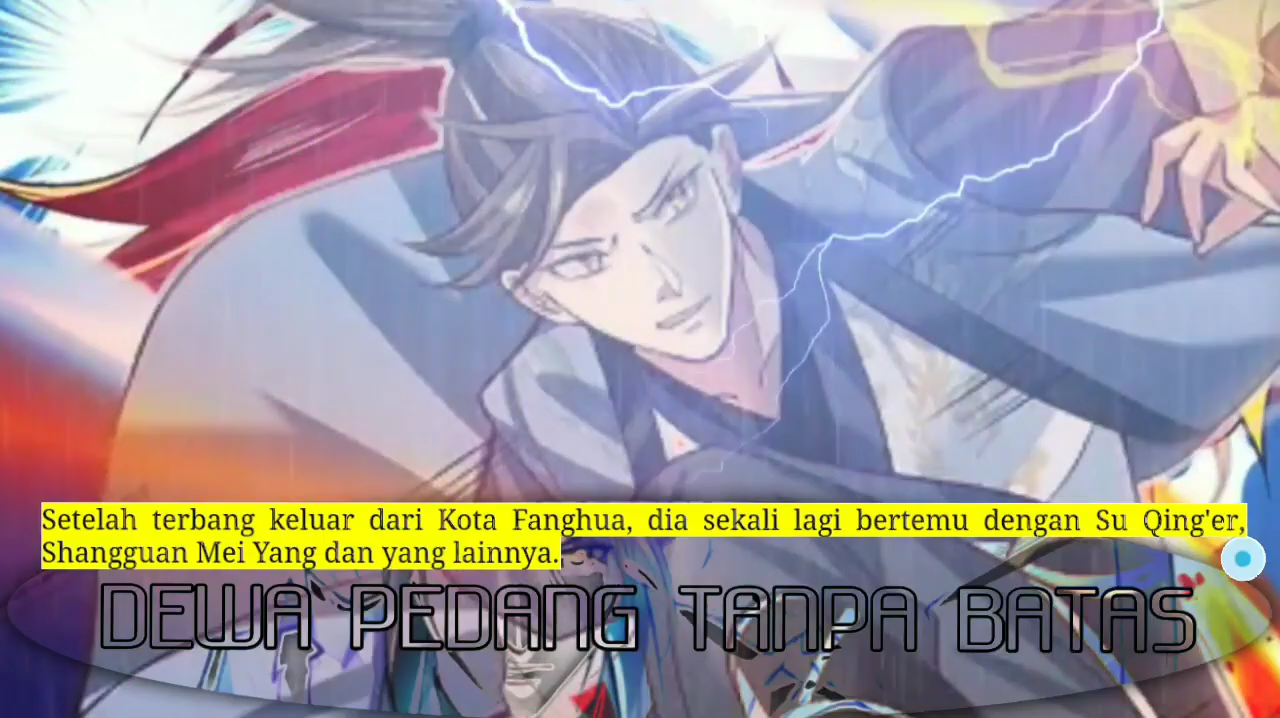 Setelah terbang keluar dari Kota Fanghua, dia sekali lagi bertemu dengan Su Qing'er,
Shangguan Mei Yang dan yang lainnya.
DEWA PEDANG TANPA BATAS